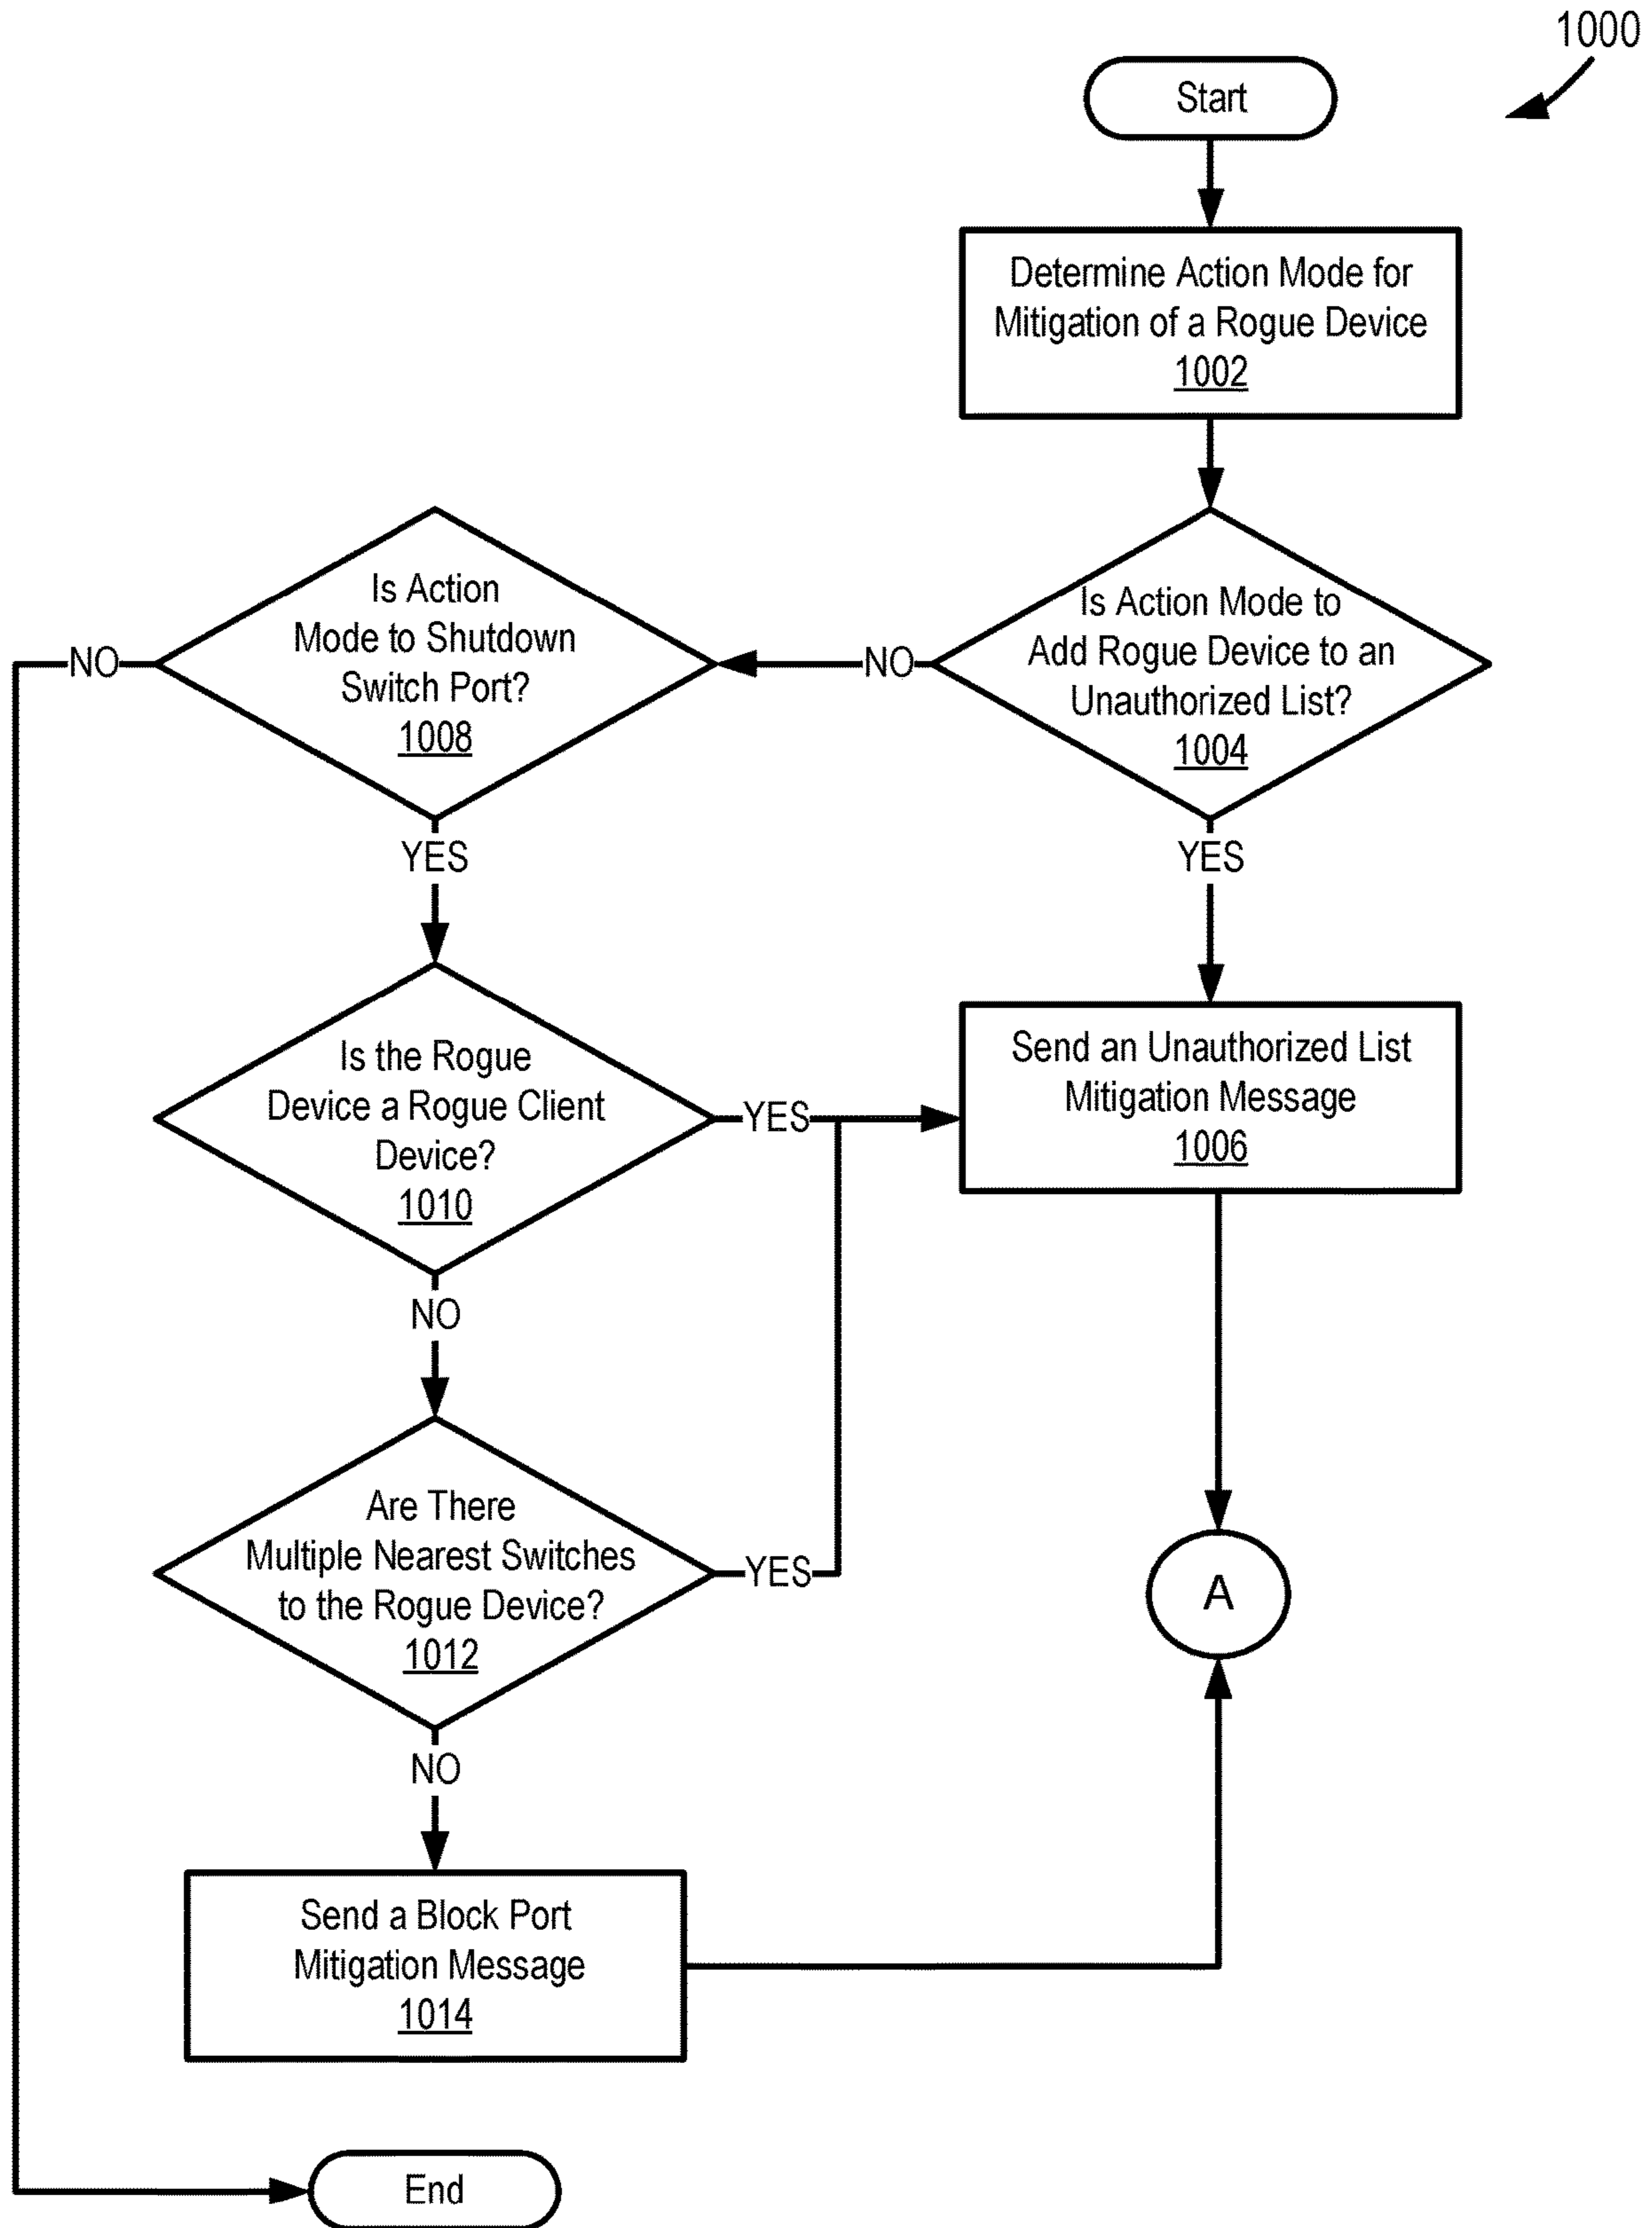 1000
Start
Determine Action Mode for
Mitigation of a Rogue Device
1002
Is Action Mode to
Add Rogue Device to an
Unauthorized List?
1004
NO
YES
Is Action
Mode to Shutdown
Switch Port?
1008
NO
YES
Is the Rogue
Device a Rogue Client
Device?
1010
YES
NO
Send an Unauthorized List
Mitigation Message
1006
Are There
Multiple Nearest Switches
to the Rogue Device?
1012
YES
NO
A
Send a Block Port
Mitigation Message
1014
End